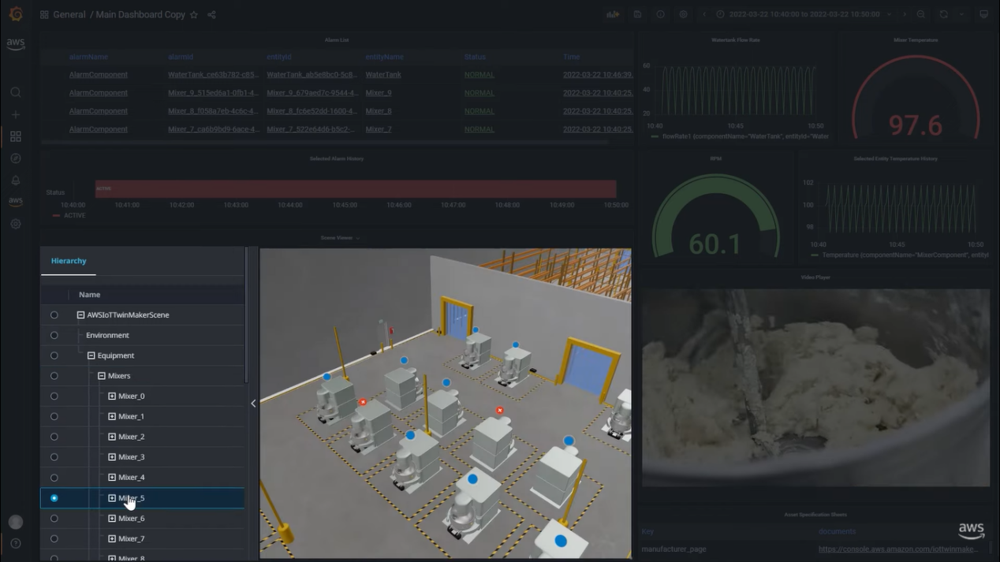 General / Main Dashboard Copy
2022-03-22 10:40:00 to 2022-03-22 10:50:00
aws
Alarm List
alarmName alarmId entityId entityName Status Time
AlarmComponent WaterTank_ce63b782-c85... WaterTank_ab5e8bc0-5c8... WaterTank NORMAL 2022-03-22 10:46:39.
AlarmComponent Mixer_9_515ed6a1-0fb1-4... Mixer_9_679aed7c-9544-4... Mixer_9 NORMAL 2022-03-22 10:40:25.
AlarmComponent Mixer_8_f058a7eb-4c6c-4... Mixer_8_fc6e52dd-1600-4... Mixer_8 NORMAL 2022-03-22 10:40:25.
AlarmComponent Mixer_7_ca6b9bd9-6ace-4... Mixer_7_522e64d6-b5c2-... Mixer_7 NORMAL 2022-03-22 10:40:25.
Watertank Flow Rate
60
40
20
10:40 10:45 10:50
flowRate1 {componentName="WaterTank", entityId="Water
Mixer Temperature
97.6
Selected Alarm History
Status
ACTIVE
10:40:00 10:41:00 10:42:00 10:43:00 10:44:00 10:45:00 10:46:00 10:47:00 10:48:00 10:49:00 10:50:00
ACTIVE
RPM
60.1
Selected Entity Temperature History
102
100
98
10:40 10:45 10:50
Temperature {componentName="MixerComponent", entityI
aws
Scene Viewer
Hierarchy
Name
AWSIoTTwinMakerScene
Environment
Equipment
Mixers
Mixer_0
Mixer_1
Mixer_2
Mixer_3
Mixer_4
Mixer_5
Mixer_6
Mixer_7
Mixer_8
Video Player
Asset Specification Sheets
Key documents
manufacturer_page https://console.aws.amazon.com/iottwinmake...
aws